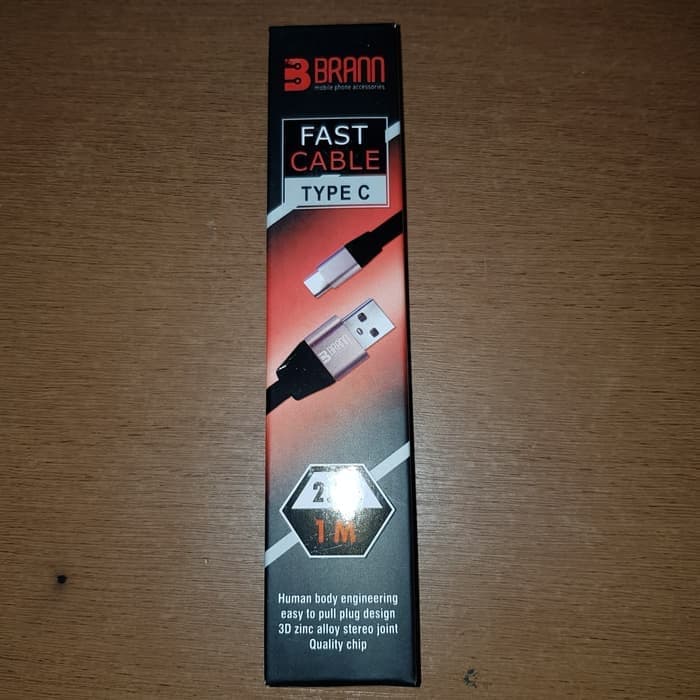 BRANN
mobile phone accessories
FAST
CABLE
TYPE C
BRANN
1 M
Human body engineering
easy to pull plug design
3D zinc alloy stereo joint
Quality chip